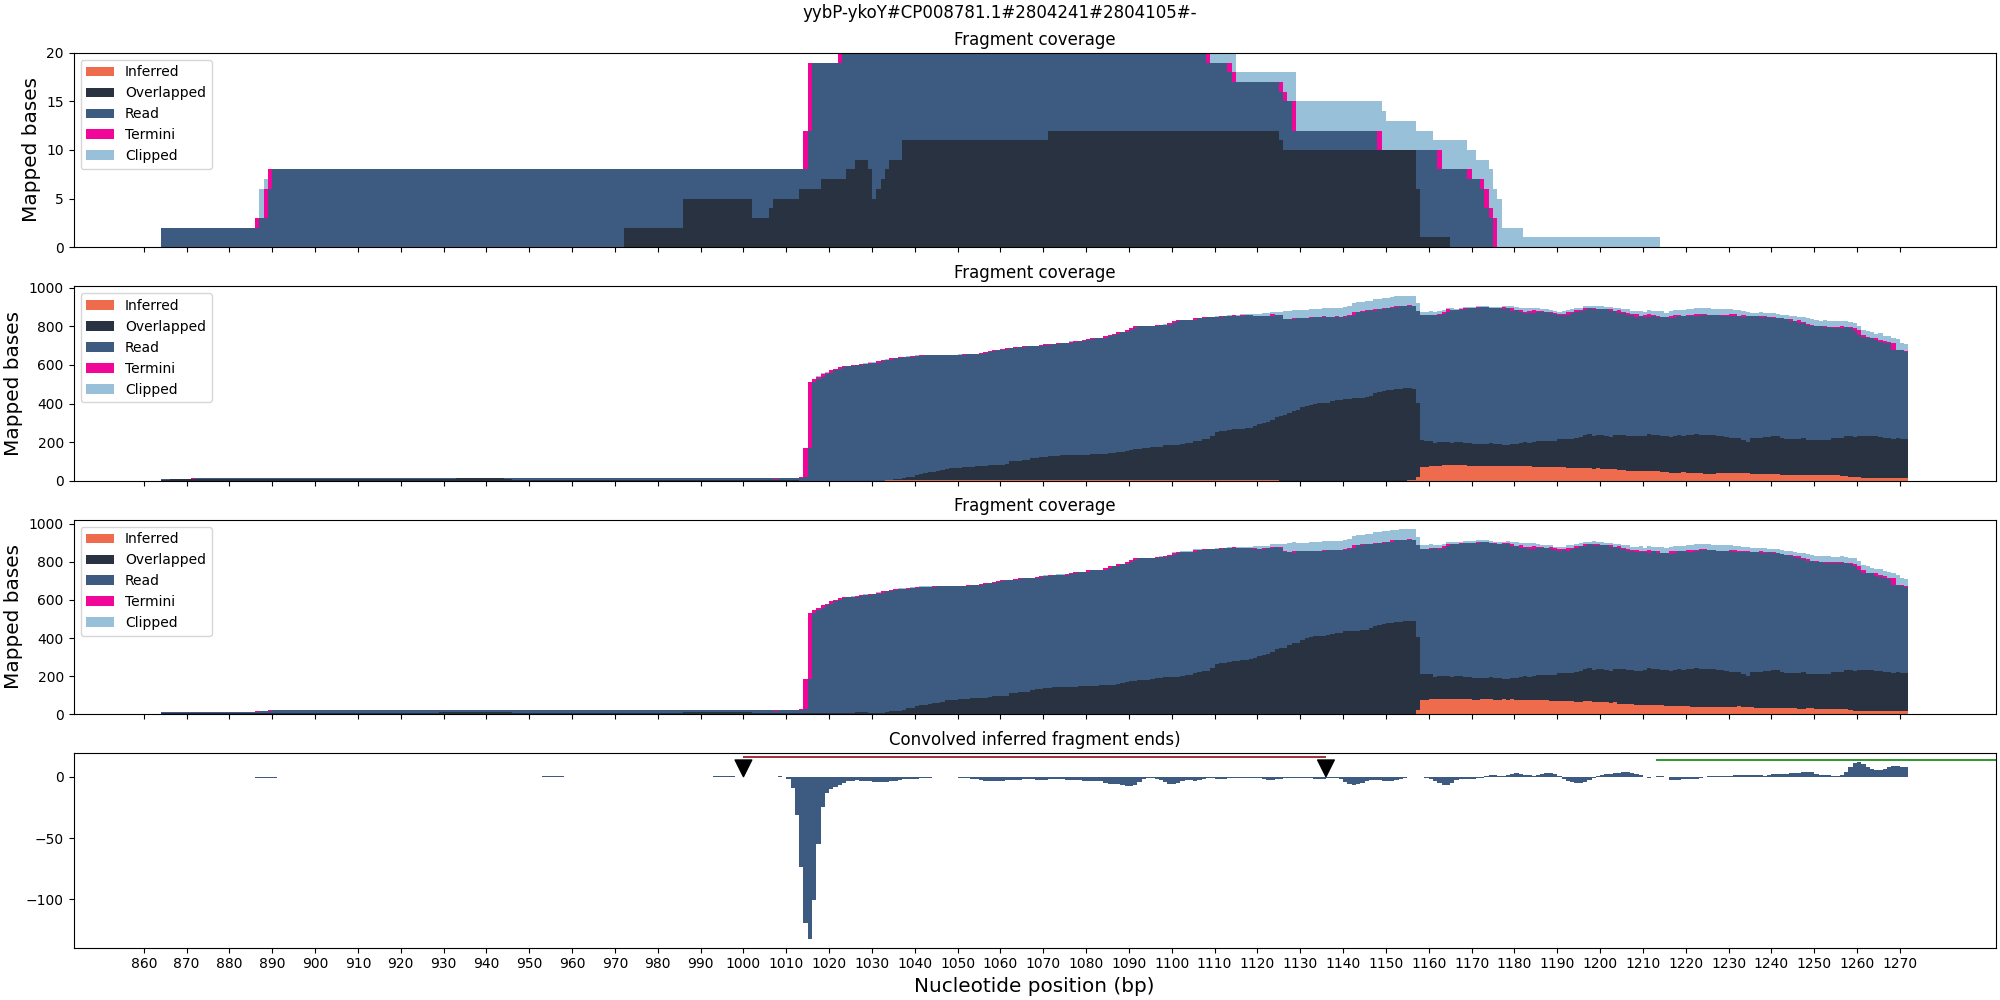 yybP-ykoY#CP008781.1#2804241#2804105#-
Fragment coverage
Mapped bases
20
15
10
5
0
Inferred
Overlapped
Read
Termini
Clipped
Fragment coverage
Mapped bases
1000
800
600
400
200
0
Inferred
Overlapped
Read
Termini
Clipped
Fragment coverage
Mapped bases
1000
800
600
400
200
0
Inferred
Overlapped
Read
Termini
Clipped
Convolved inferred fragment ends)
0
−50
−100
860 870 880 890 900 910 920 930 940 950 960 970 980 990 1000 1010 1020 1030 1040 1050 1060 1070 1080 1090 1100 1110 1120 1130 1140 1150 1160 1170 1180 1190 1200 1210 1220 1230 1240 1250 1260 1270
Nucleotide position (bp)